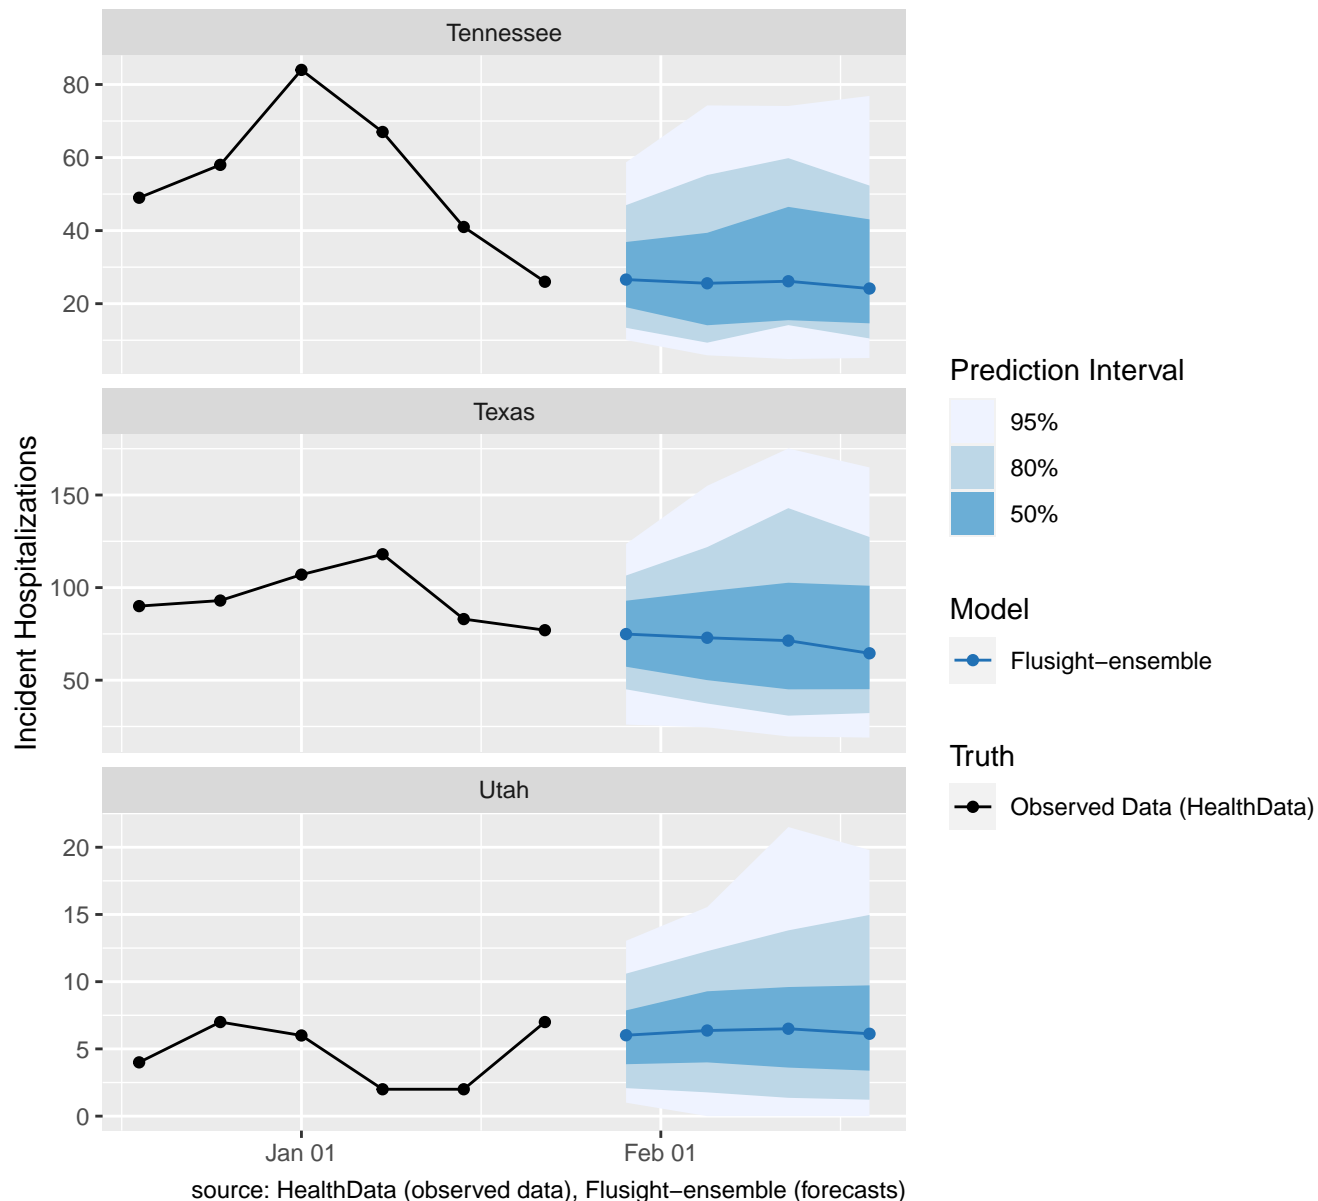 Tennessee
80
60
40
20
Texas
150
100
50
Utah
20
15
10
5
0
Jan 01
Feb 01
Incident Hospitalizations
source: HealthData (observed data), Flusight−ensemble (forecasts)
Prediction Interval
95%
80%
50%
Model
Flusight−ensemble
Truth
Observed Data (HealthData)